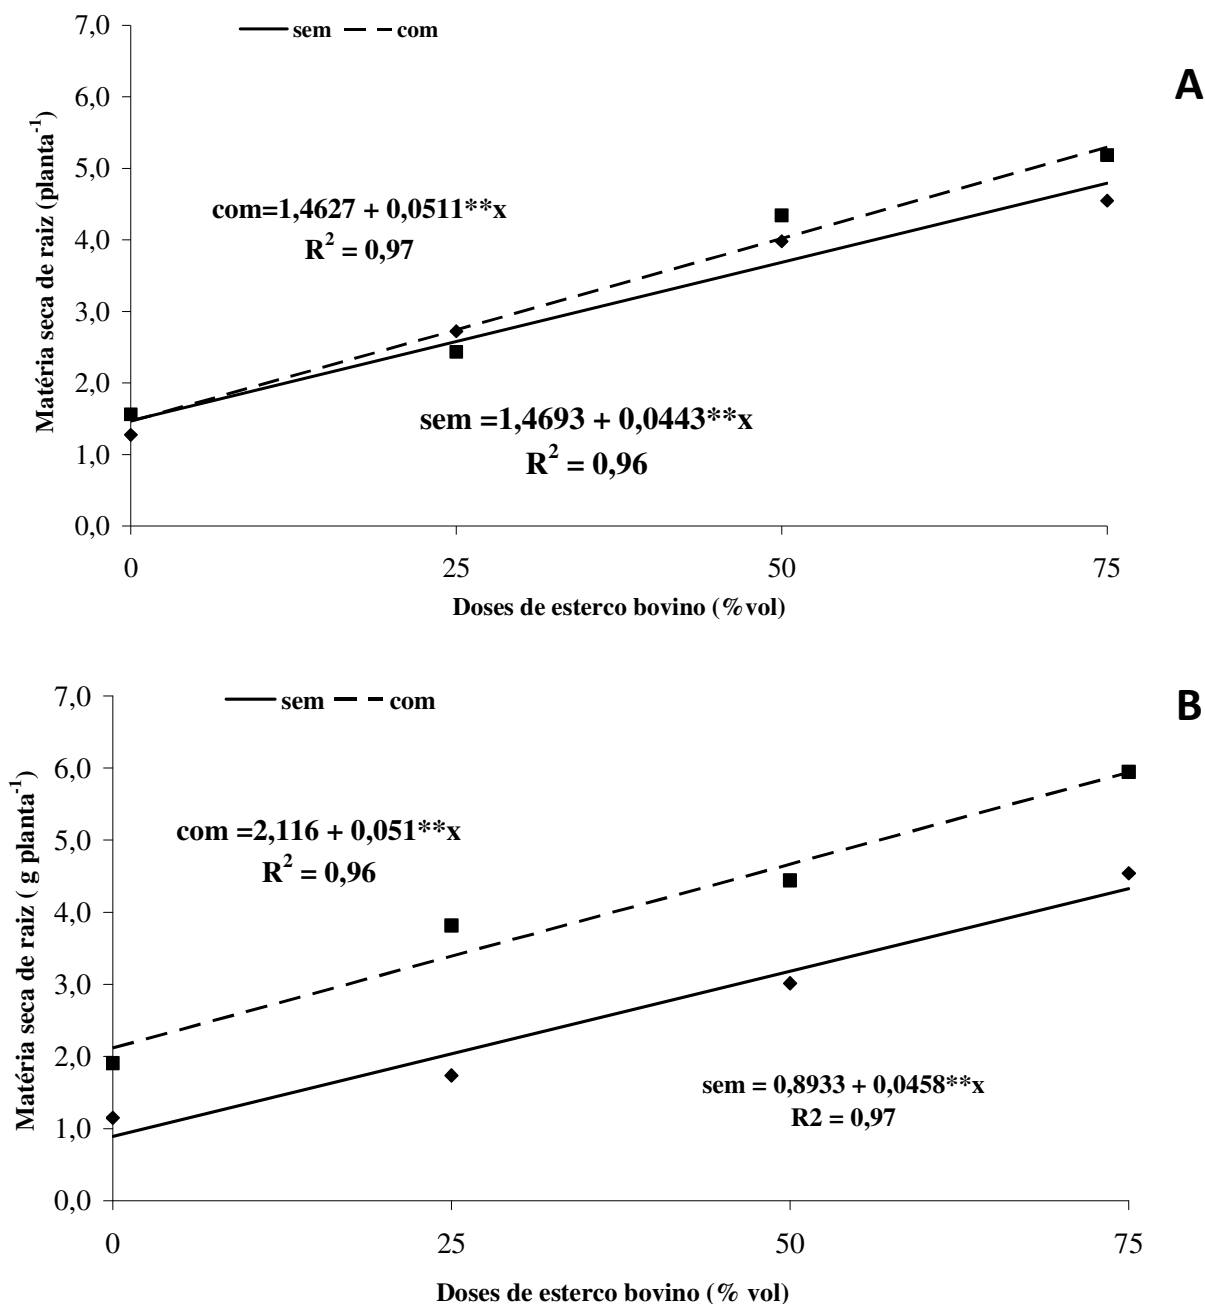 7,0
sem com
A
6,0
5,0
4,0
3,0
2,0
1,0
0,0
Matéria seca de raiz (planta⁻¹)
com=1,4627 + 0,0511**x
R² = 0,97
sem =1,4693 + 0,0443**x
R² = 0,96
0 25 50 75
Doses de esterco bovino (%vol)
7,0
sem com
B
6,0
5,0
4,0
3,0
2,0
1,0
0,0
Matéria seca de raiz ( g planta⁻¹)
com =2,116 + 0,051**x
R² = 0,96
sem = 0,8933 + 0,0458**x
R2 = 0,97
0 25 50 75
Doses de esterco bovino (% vol)